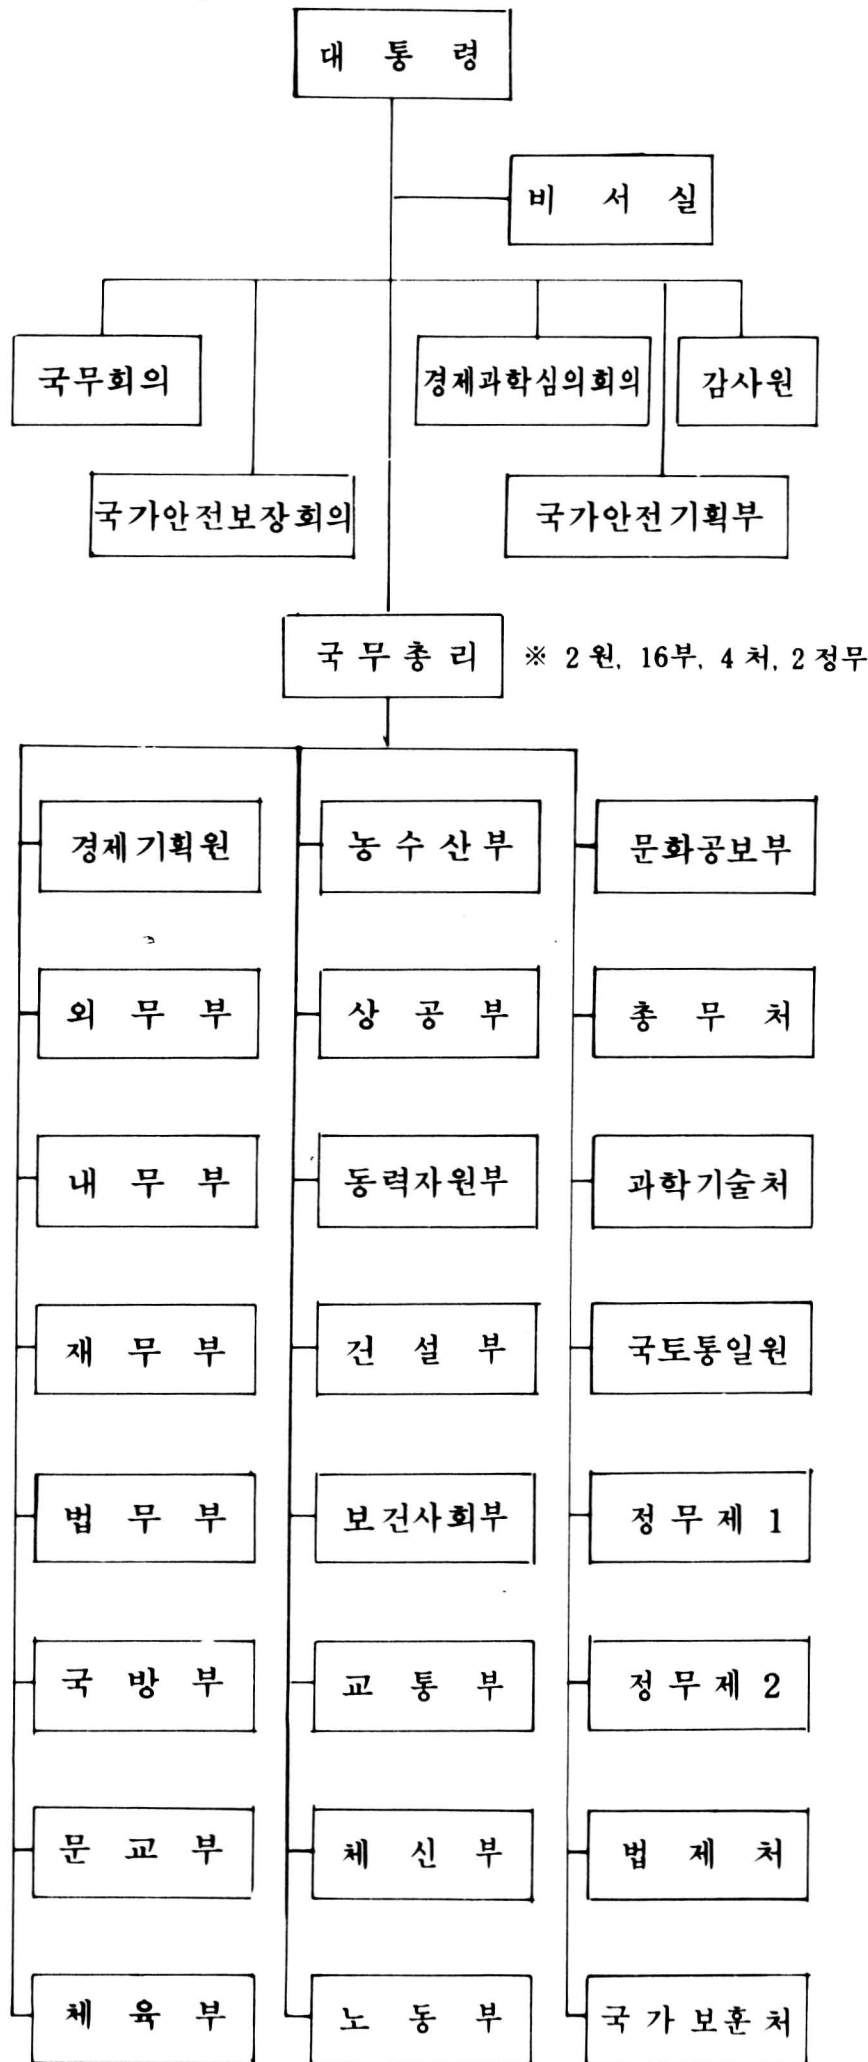 대통령
비서실
국무회의
경제과학심의회의
감사원
국가안전보장회의
국가안전기획부
국무총리
※ 2원, 16부, 4처, 2정무
경제기획원
농수산부
문화공보부
외무부
상공부
총무처
내무부
동력자원부
과학기술처
재무부
건설부
국토통일원
법무부
보건사회부
정무제 1
국방부
교통부
정무제 2
문교부
체신부
법제처
체육부
노동부
국가보훈처